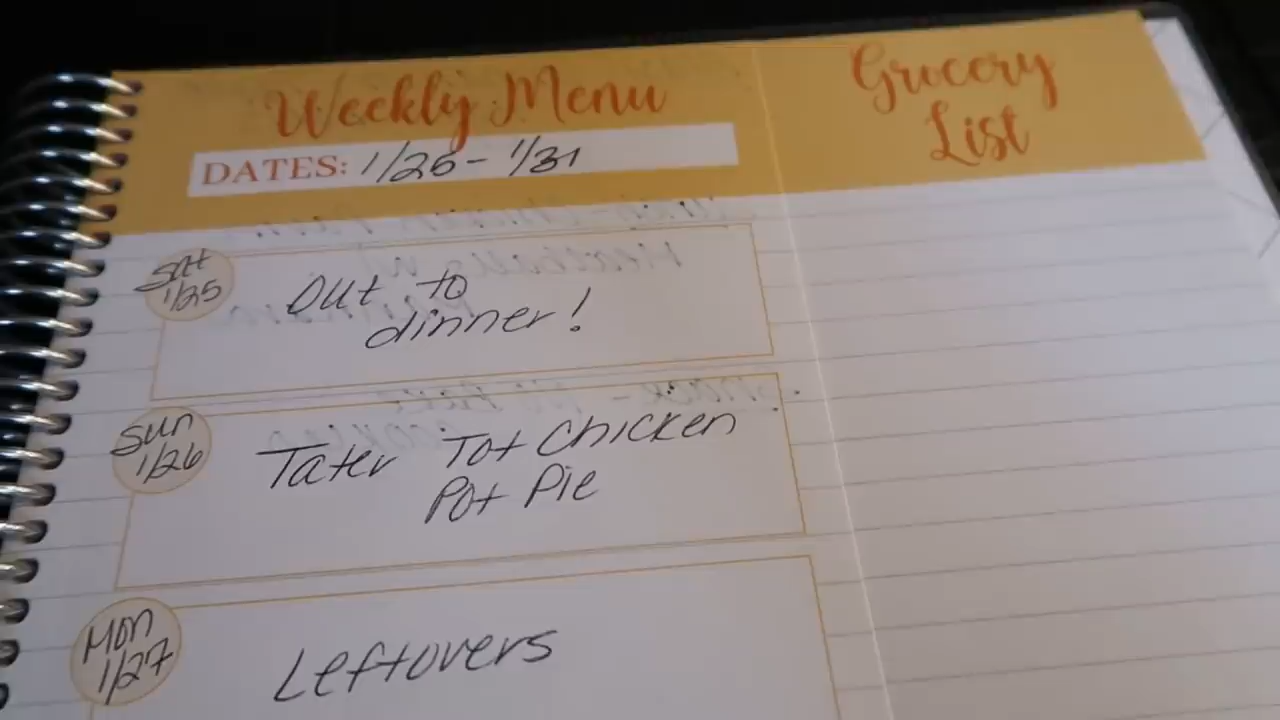 Weekly Menu
DATES: 1/25 - 1/31
Sat
1/25
Out to
dinner!
Sun
1/26
Tater Tot Chicken
Pot Pie
Mon
1/27
Leftovers
Grocery
List